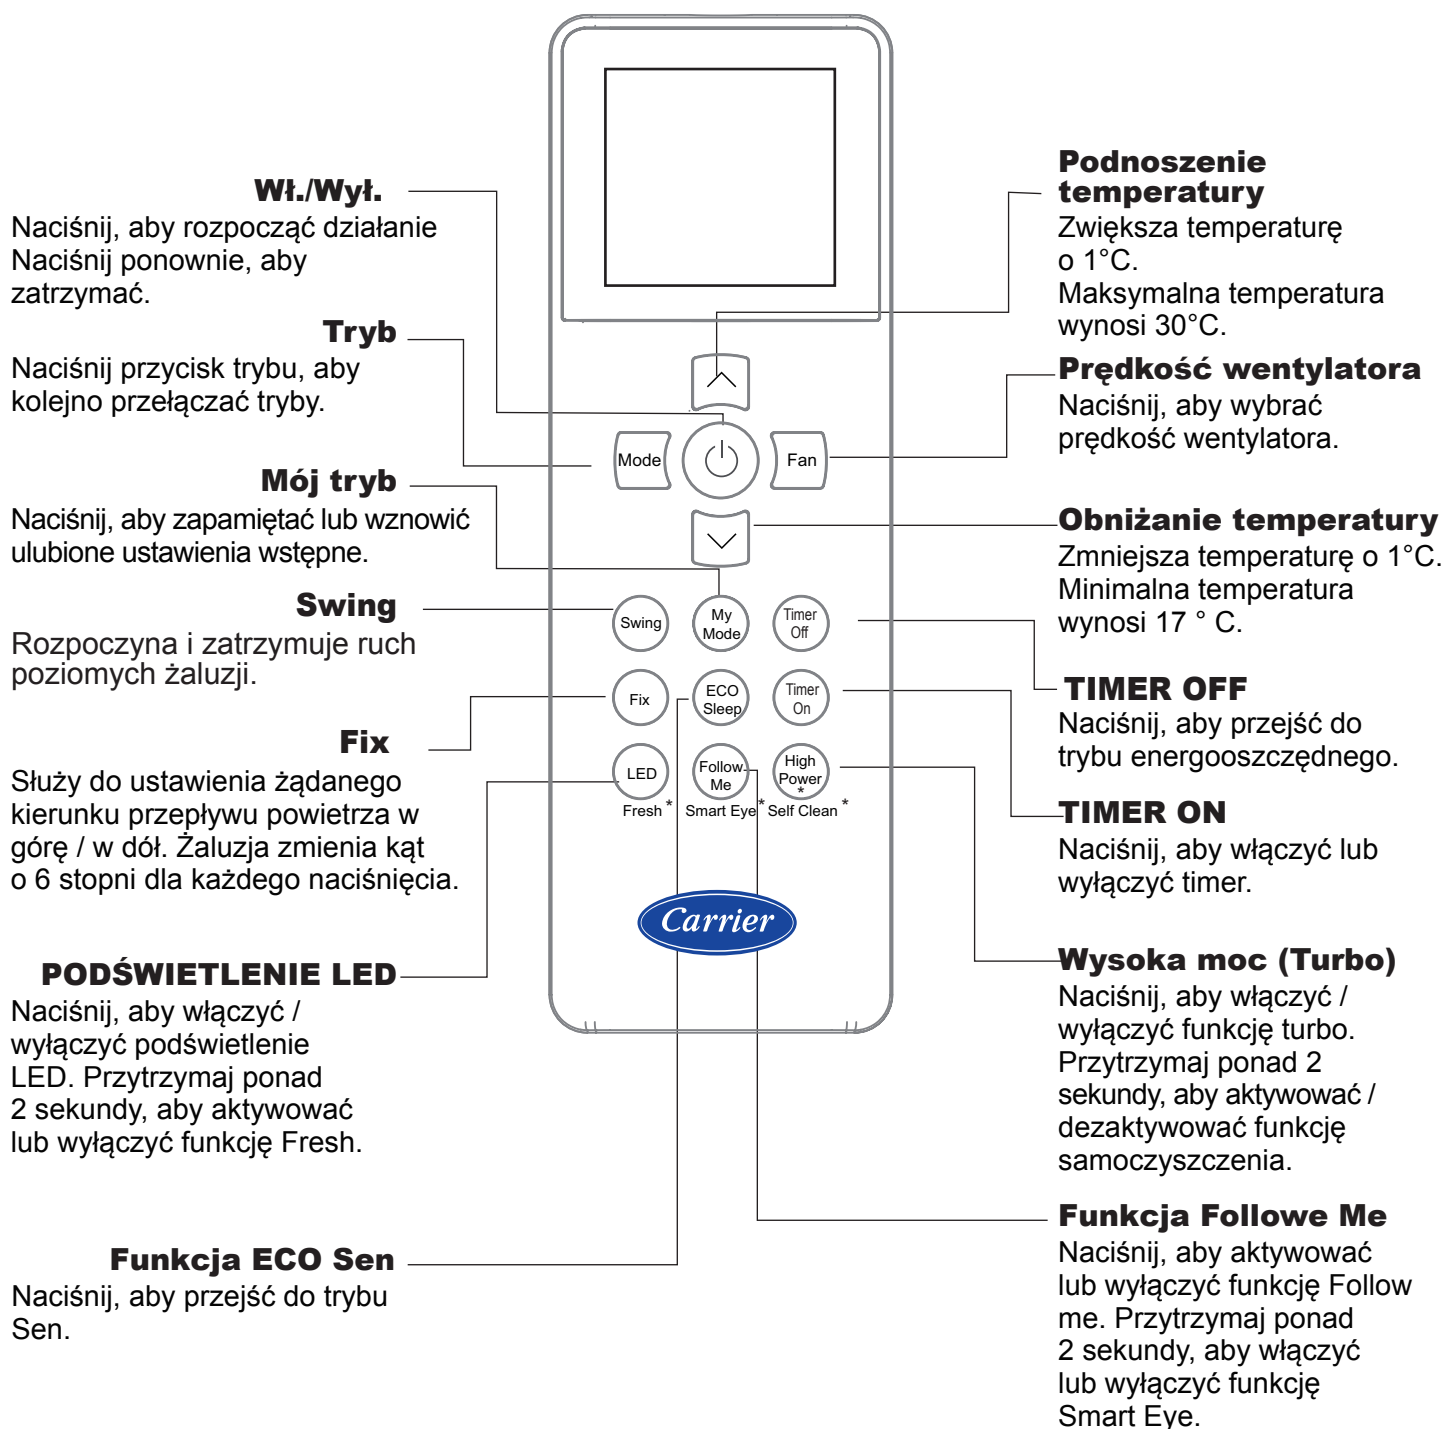 Wł./Wył.
Naciśnij, aby rozpocząć działanie
Naciśnij ponownie, aby
zatrzymać.
Tryb
Naciśnij przycisk trybu, aby
kolejno przełączać tryby.
Mój tryb
Naciśnij, aby zapamiętać lub wznowić
ulubione ustawienia wstępne.
Swing
Rozpoczyna i zatrzymuje ruch
poziomych żaluzji.
Fix
Służy do ustawienia żądanego
kierunku przepływu powietrza w
górę / w dół. Żaluzja zmienia kąt
o 6 stopni dla każdego naciśnięcia.
PODŚWIETLENIE LED
Naciśnij, aby włączyć /
wyłączyć podświetlenie
LED. Przytrzymaj ponad
2 sekundy, aby aktywować
lub wyłączyć funkcję Fresh.
Funkcja ECO Sen
Naciśnij, aby przejść do trybu
Sen.
Mode
Fan
Swing
My
Mode
Timer
Off
Fix
ECO
Sleep
Timer
On
LED
Follow
Me
High
Power
*
Fresh *
Smart Eye *
Self Clean *
Carrier
Podnoszenie
temperatury
Zwiększa temperaturę
o 1°C.
Maksymalna temperatura
wynosi 30°C.
Prędkość wentylatora
Naciśnij, aby wybrać
prędkość wentylatora.
Obniżanie temperatury
Zmniejsza temperaturę o 1°C.
Minimalna temperatura
wynosi 17 ° C.
TIMER OFF
Naciśnij, aby przejść do
trybu energooszczędnego.
TIMER ON
Naciśnij, aby włączyć lub
wyłączyć timer.
Wysoka moc (Turbo)
Naciśnij, aby włączyć /
wyłączyć funkcję turbo.
Przytrzymaj ponad 2
sekundy, aby aktywować /
dezaktywować funkcję
samoczyszczenia.
Funkcja Followe Me
Naciśnij, aby aktywować
lub wyłączyć funkcję Follow
me. Przytrzymaj ponad
2 sekundy, aby włączyć
lub wyłączyć funkcję
Smart Eye.